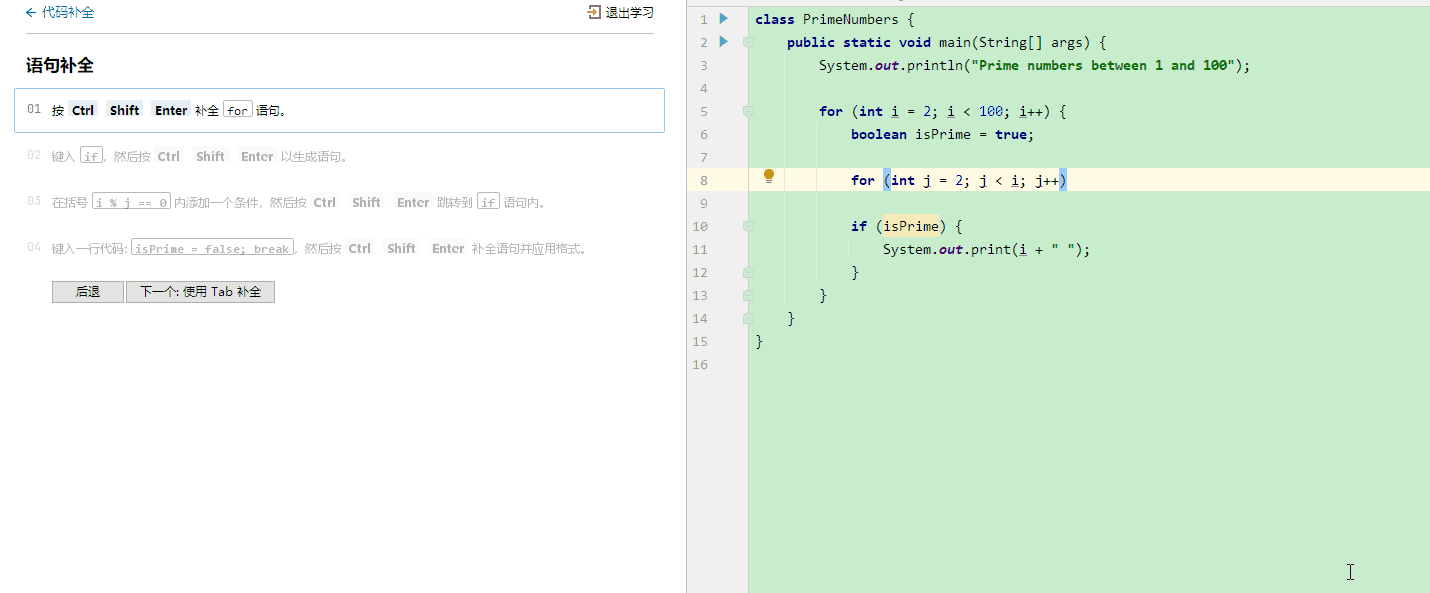 ← 代码补全
退出学习
语句补全
01 按 Ctrl Shift Enter 补全 for 语句。
02 键入 if，然后按 Ctrl Shift Enter 以生成语句。
03 在括号 i % j == 0 内添加一个条件，然后按 Ctrl Shift Enter 跳转到 if 语句内。
04 键入一行代码: isPrime = false; break，然后按 Ctrl Shift Enter 补全语句并应用格式。
后退 下一个: 使用 Tab 补全
1 class PrimeNumbers {
2 public static void main(String[] args) {
3 System.out.println("Prime numbers between 1 and 100");
4
5 for (int i = 2; i < 100; i++) {
6 boolean isPrime = true;
7
8 for (int j = 2; j < i; j++)
9
10 if (isPrime) {
11 System.out.print(i + " ");
12 }
13 }
14 }
15 }
16